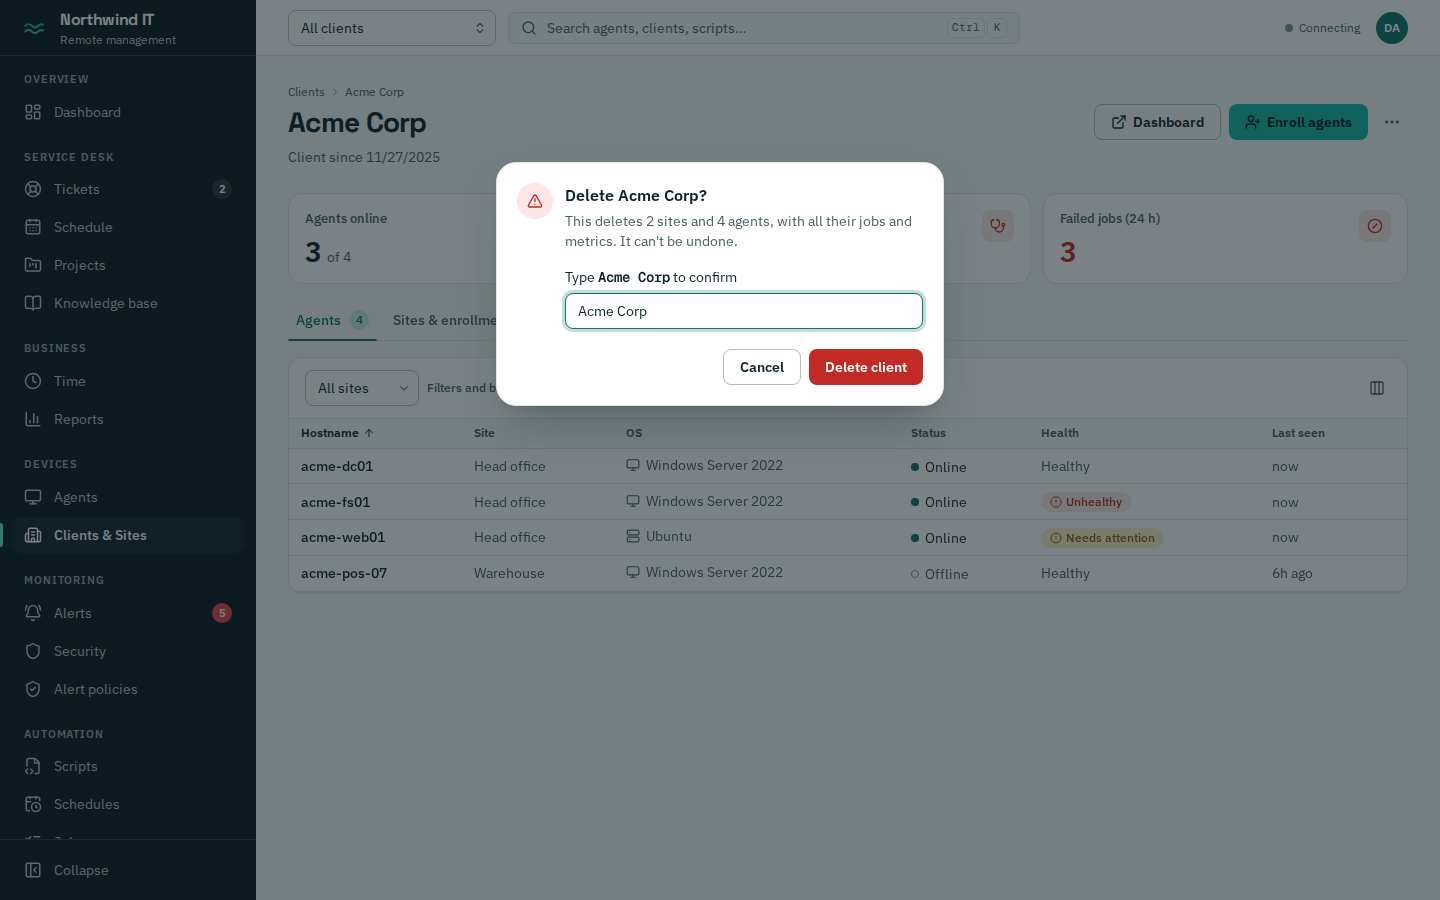 Northwind IT
Remote management
OVERVIEW
Dashboard
SERVICE DESK
Tickets 2
Schedule
Projects
Knowledge base
BUSINESS
Time
Reports
DEVICES
Agents
Clients & Sites
MONITORING
Alerts 5
Security
Alert policies
AUTOMATION
Scripts
Schedules
Collapse
All clients
Search agents, clients, scripts... Ctrl K
Connecting DA
Clients Acme Corp
Acme Corp
Client since 11/27/2025
Dashboard Enroll agents
Agents online
3 of 4
Failed jobs (24 h)
3
Agents 4 Sites & enrollme
All sites Filters and b
Delete Acme Corp?
This deletes 2 sites and 4 agents, with all their jobs and
metrics. It can't be undone.
Type Acme Corp to confirm
Acme Corp
Cancel Delete client
Hostname Site OS Status Health Last seen
acme-dc01 Head office Windows Server 2022 Online Healthy now
acme-fs01 Head office Windows Server 2022 Online Unhealthy now
acme-web01 Head office Ubuntu Online Needs attention now
acme-pos-07 Warehouse Windows Server 2022 Offline Healthy 6h ago